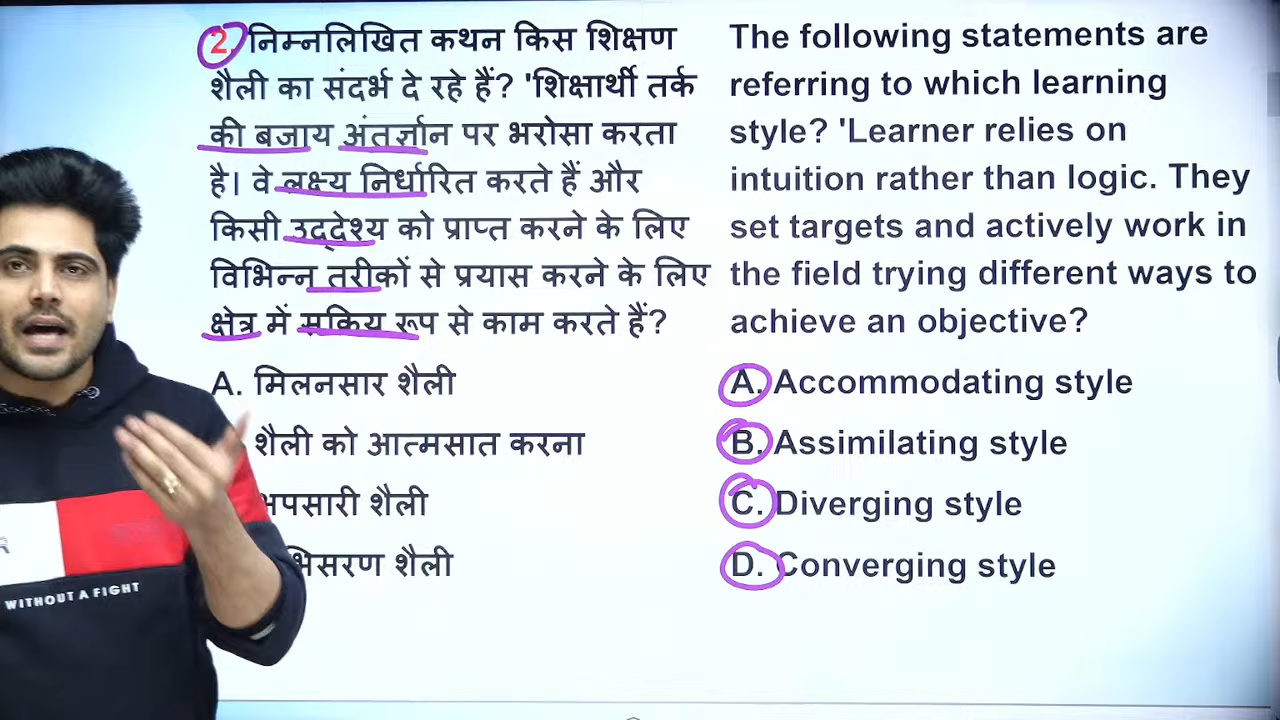 2. निम्नलिखित कथन किस शिक्षण
शैली का संदर्भ दे रहे हैं? 'शिक्षार्थी तर्क
की बजाय अंतर्ज्ञान पर भरोसा करता
है। वे लक्ष्य निर्धारित करते हैं और
किसी उद्देश्य को प्राप्त करने के लिए
विभिन्न तरीकों से प्रयास करने के लिए
क्षेत्र में सक्रिय रूप से काम करते हैं?
A. मिलनसार शैली
शैली को आत्मसात करना
शैली
शैली
The following statements are
referring to which learning
style? 'Learner relies on
intuition rather than logic. They
set targets and actively work in
the field trying different ways to
achieve an objective?
A. Accommodating style
B. Assimilating style
C. Diverging style
D. Converging style
WITHOUT A FIGHT